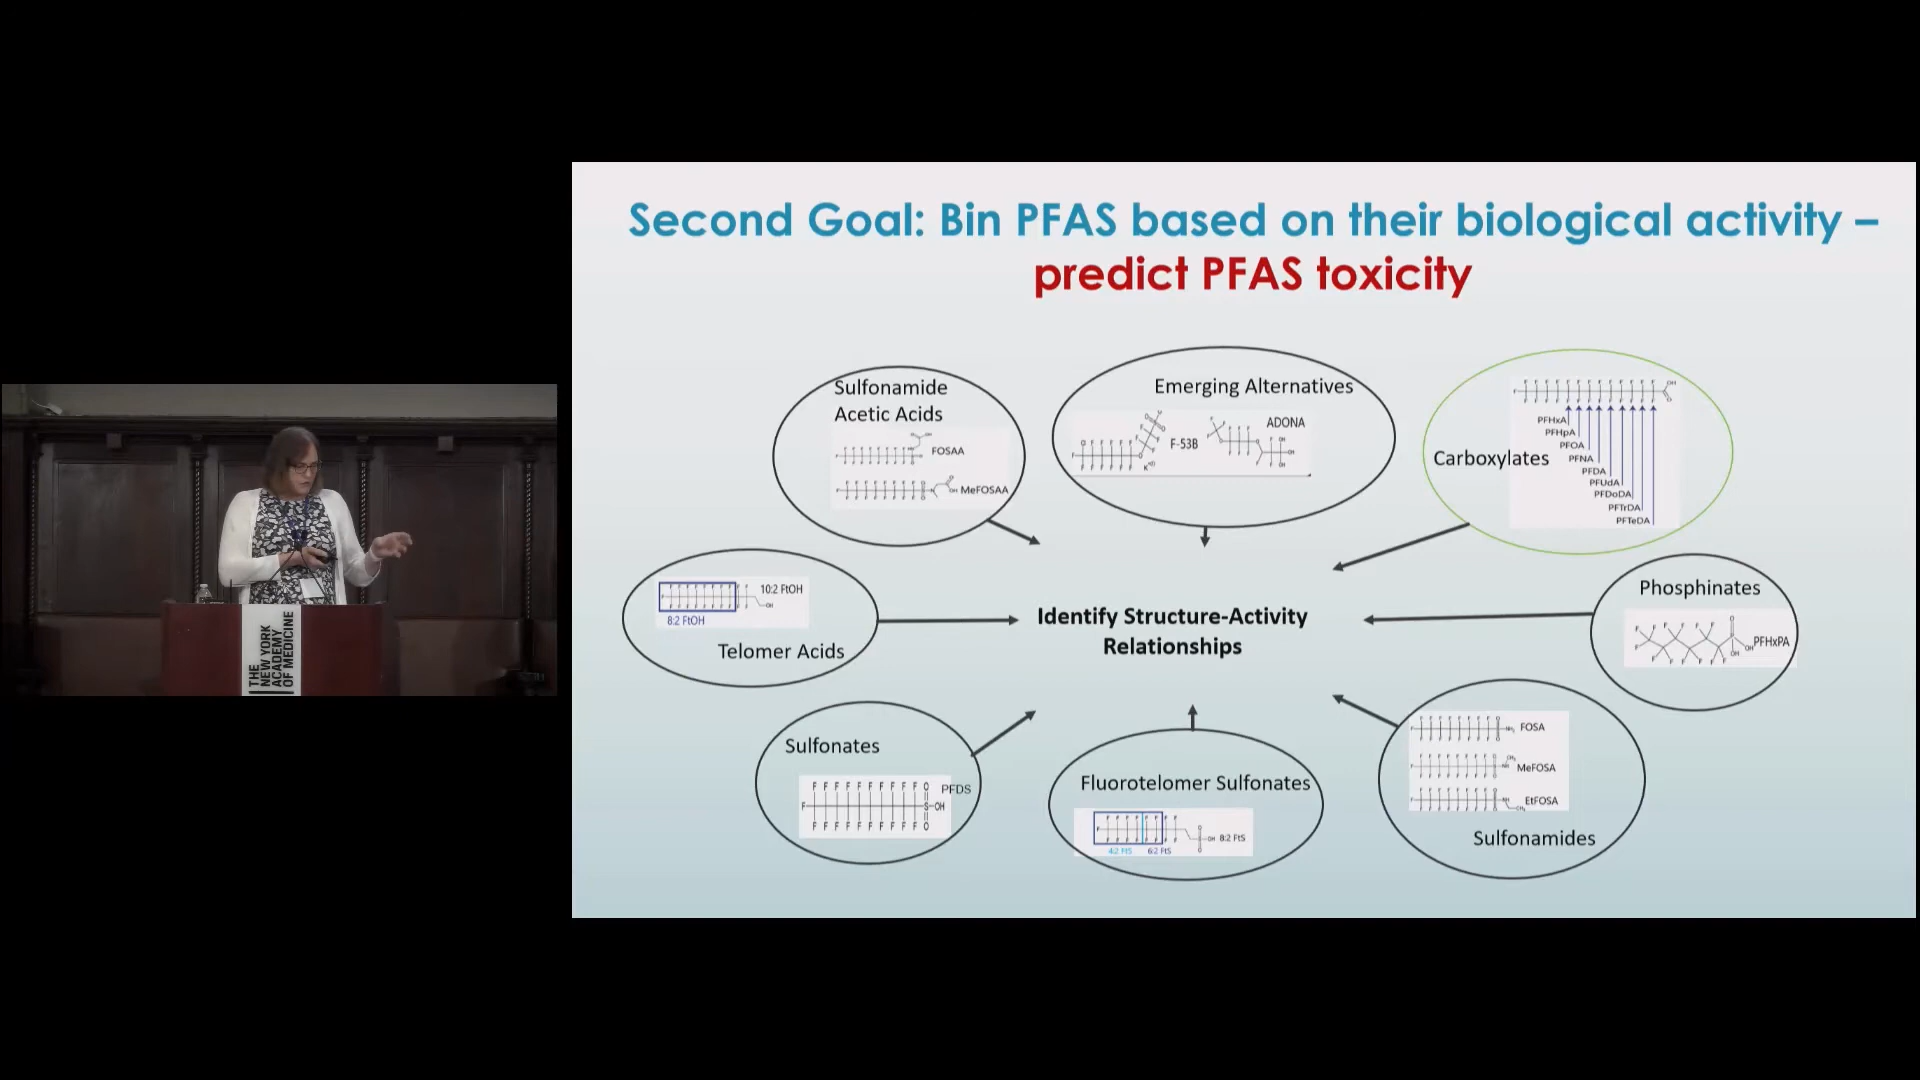 Second Goal: Bin PFAS based on their biological activity –
predict PFAS toxicity
Sulfonamide
Acetic Acids
FOSAA
MeFOSAA
Emerging Alternatives
F-53B
ADONA
Carboxylates
PFHxA
PFHpA
PFOA
PFNA
PFDA
PFUdA
PFDoDA
PFTrDA
PFTeDA
10:2 FtOH
8:2 FtOH
Telomer Acids
Identify Structure-Activity
Relationships
Phosphinates
PFHxPA
Sulfonates
PFDS
Fluorotelomer Sulfonates
8:2 FtS
4:2 FtS 6:2 FtS
FOSA
MeFOSA
EtFOSA
Sulfonamides
THE
NEW YORK
ACADEMY
OF MEDICINE